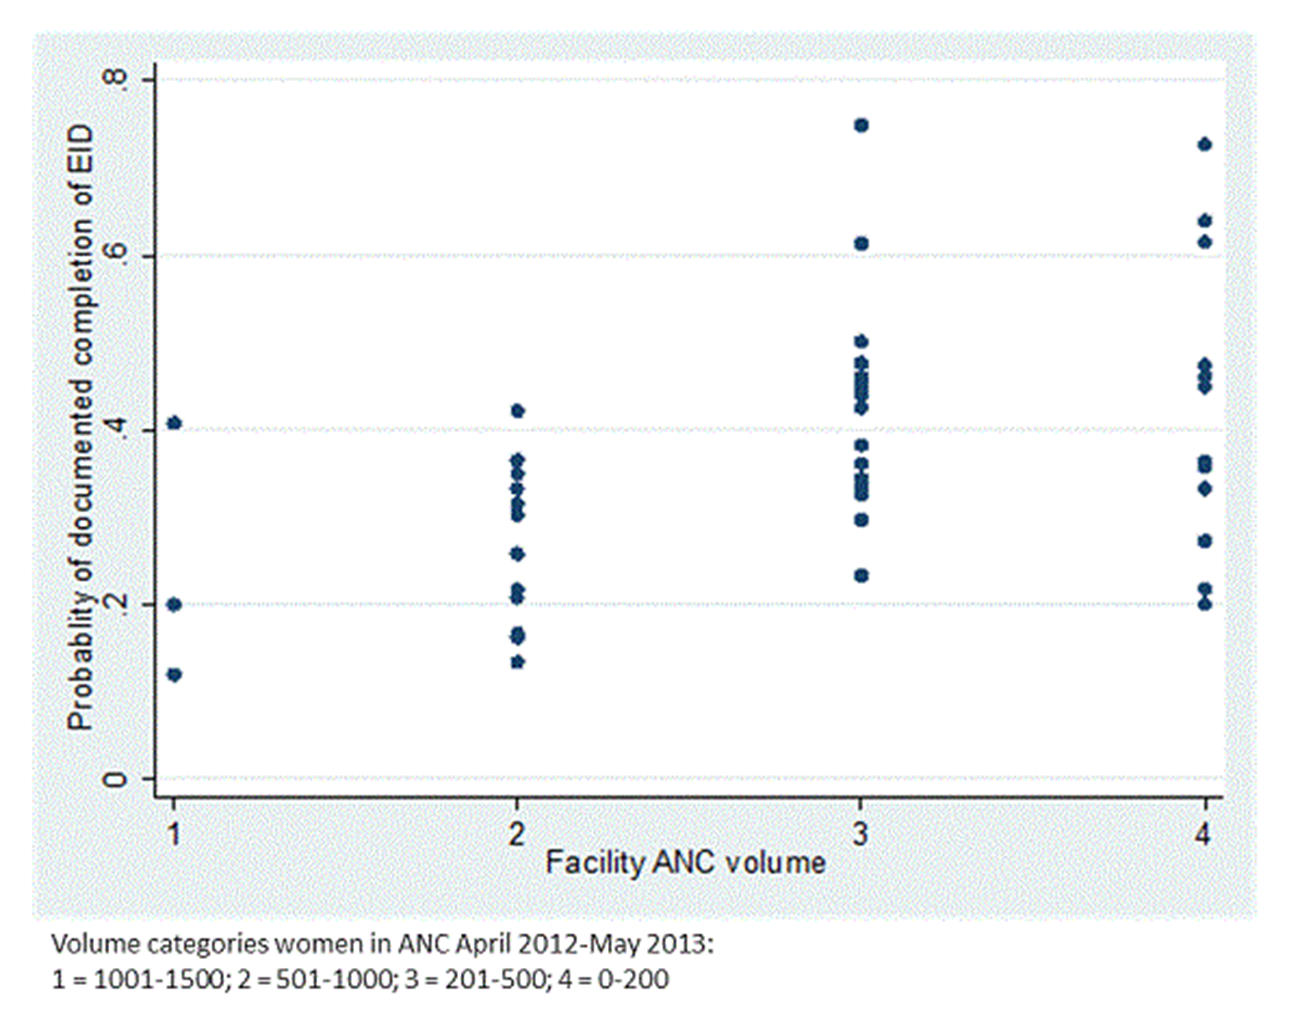 Probablity of documented completion of EID
.8
.6
.4
.2
0
1 2 3 4
Facility ANC volume
Volume categories women in ANC April 2012-May 2013:
1 = 1001-1500; 2 = 501-1000; 3 = 201-500; 4 = 0-200